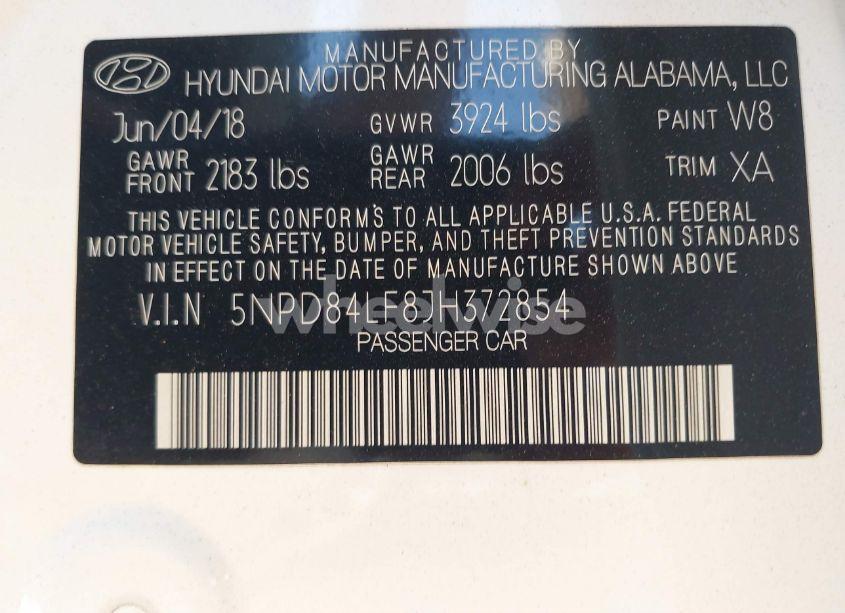 MANUFACTURED BY
HYUNDAI MOTOR MANUFACTURING ALABAMA, LLC
Jun/04/18 GVWR 3924 lbs PAINT W8
GAWR FRONT 2183 lbs GAWR REAR 2006 lbs TRIM XA
THIS VEHICLE CONFORMS TO ALL APPLICABLE U.S.A. FEDERAL
MOTOR VEHICLE SAFETY, BUMPER, AND THEFT PREVENTION STANDARDS
IN EFFECT ON THE DATE OF MANUFACTURE SHOWN ABOVE
V.I.N 5NPD84LF8JH372854
wheelwise
PASSENGER CAR